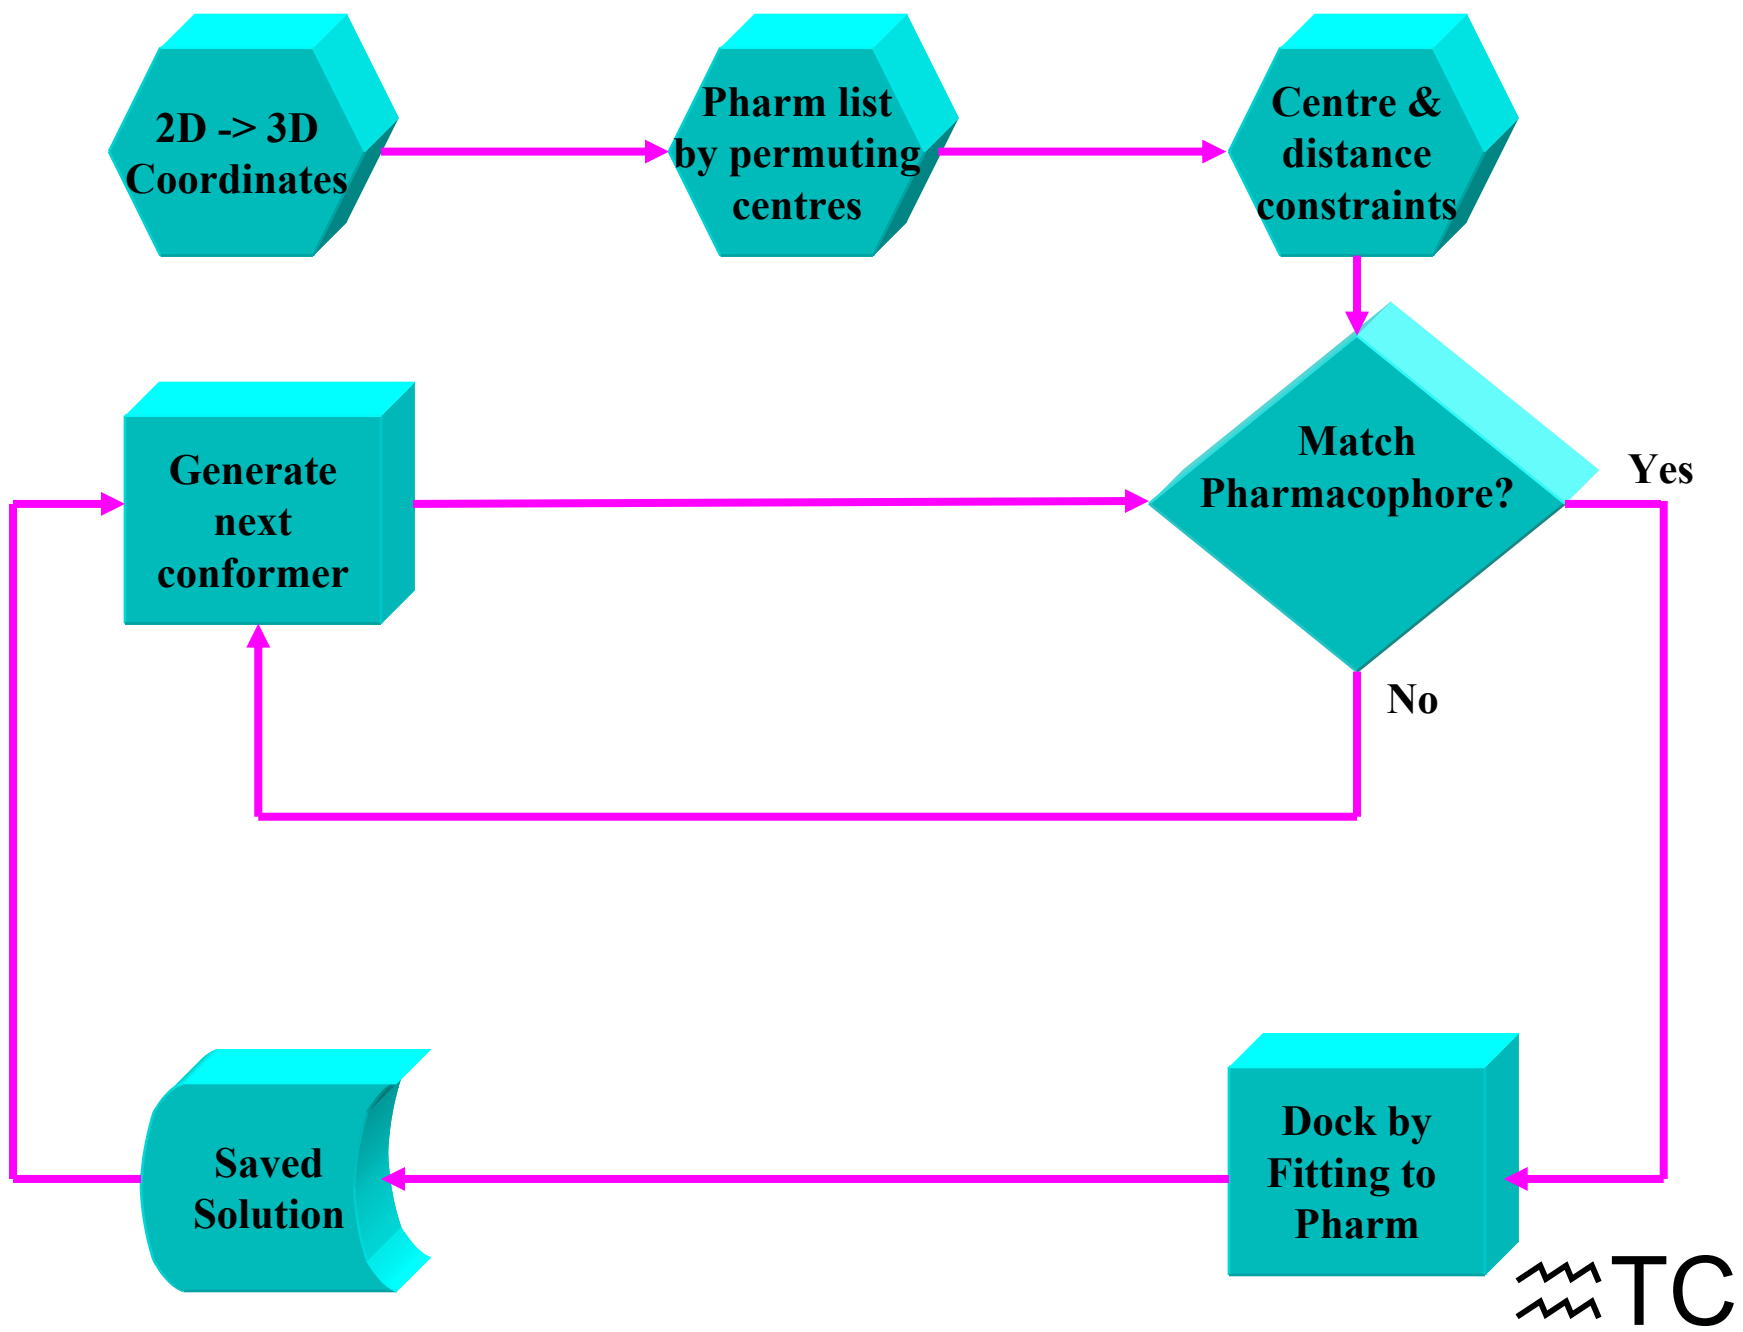 2D -> 3D
Coordinates
Pharm list
by permuting
centres
Centre &
distance
constraints
Generate
next
conformer
Match
Pharmacophore?
Yes
No
Saved
Solution
Dock by
Fitting to
Pharm
♒TC